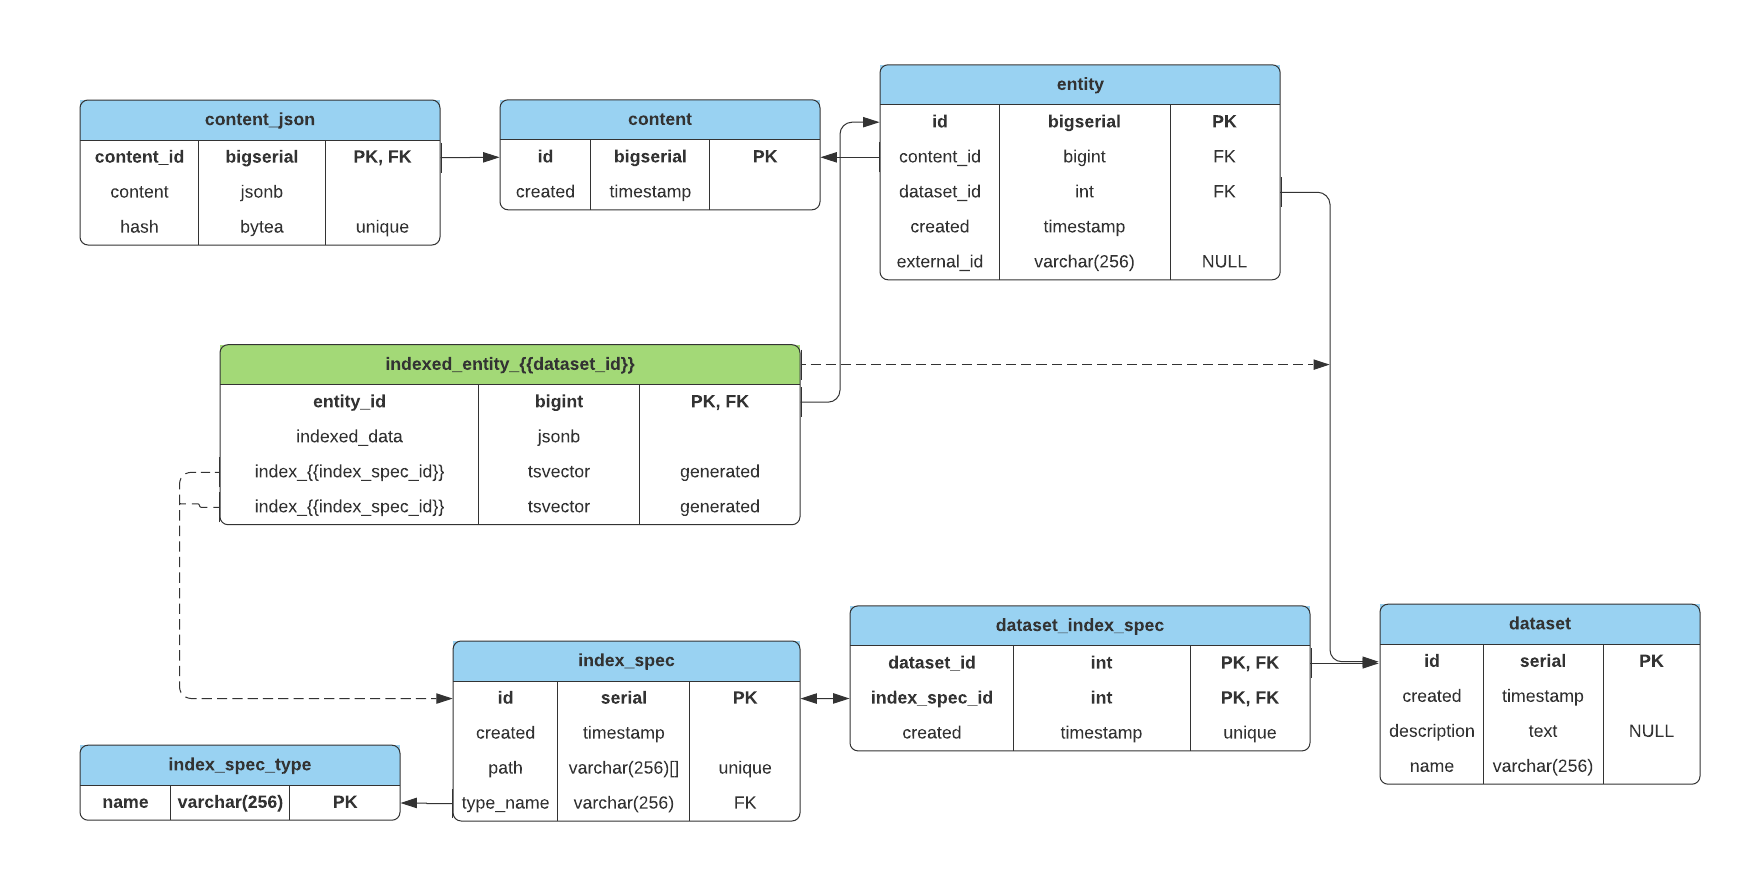 content_json
content_id bigserial PK, FK
content jsonb
hash bytea unique
content
id bigserial PK
created timestamp
entity
id bigserial PK
content_id bigint FK
dataset_id int FK
created timestamp
external_id varchar(256) NULL
indexed_entity_{{dataset_id}}
entity_id bigint PK, FK
indexed_data jsonb
index_{{index_spec_id}} tsvector generated
index_{{index_spec_id}} tsvector generated
index_spec
id serial PK
created timestamp
path varchar(256)[] unique
type_name varchar(256) FK
dataset_index_spec
dataset_id int PK, FK
index_spec_id int PK, FK
created timestamp unique
dataset
id serial PK
created timestamp
description text NULL
name varchar(256)
index_spec_type
name varchar(256) PK